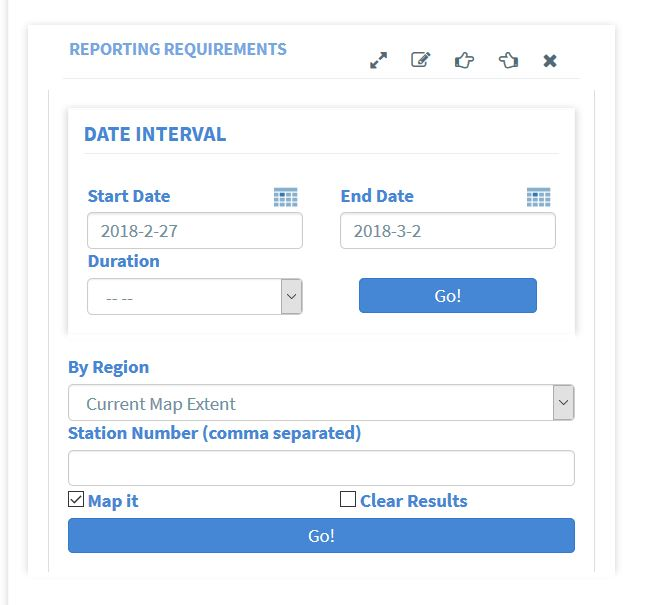 REPORTING REQUIREMENTS
DATE INTERVAL
Start Date
End Date
2018-2-27
2018-3-2
Duration
-- --
Go!
By Region
Current Map Extent
Station Number (comma separated)
Map it
Clear Results
Go!